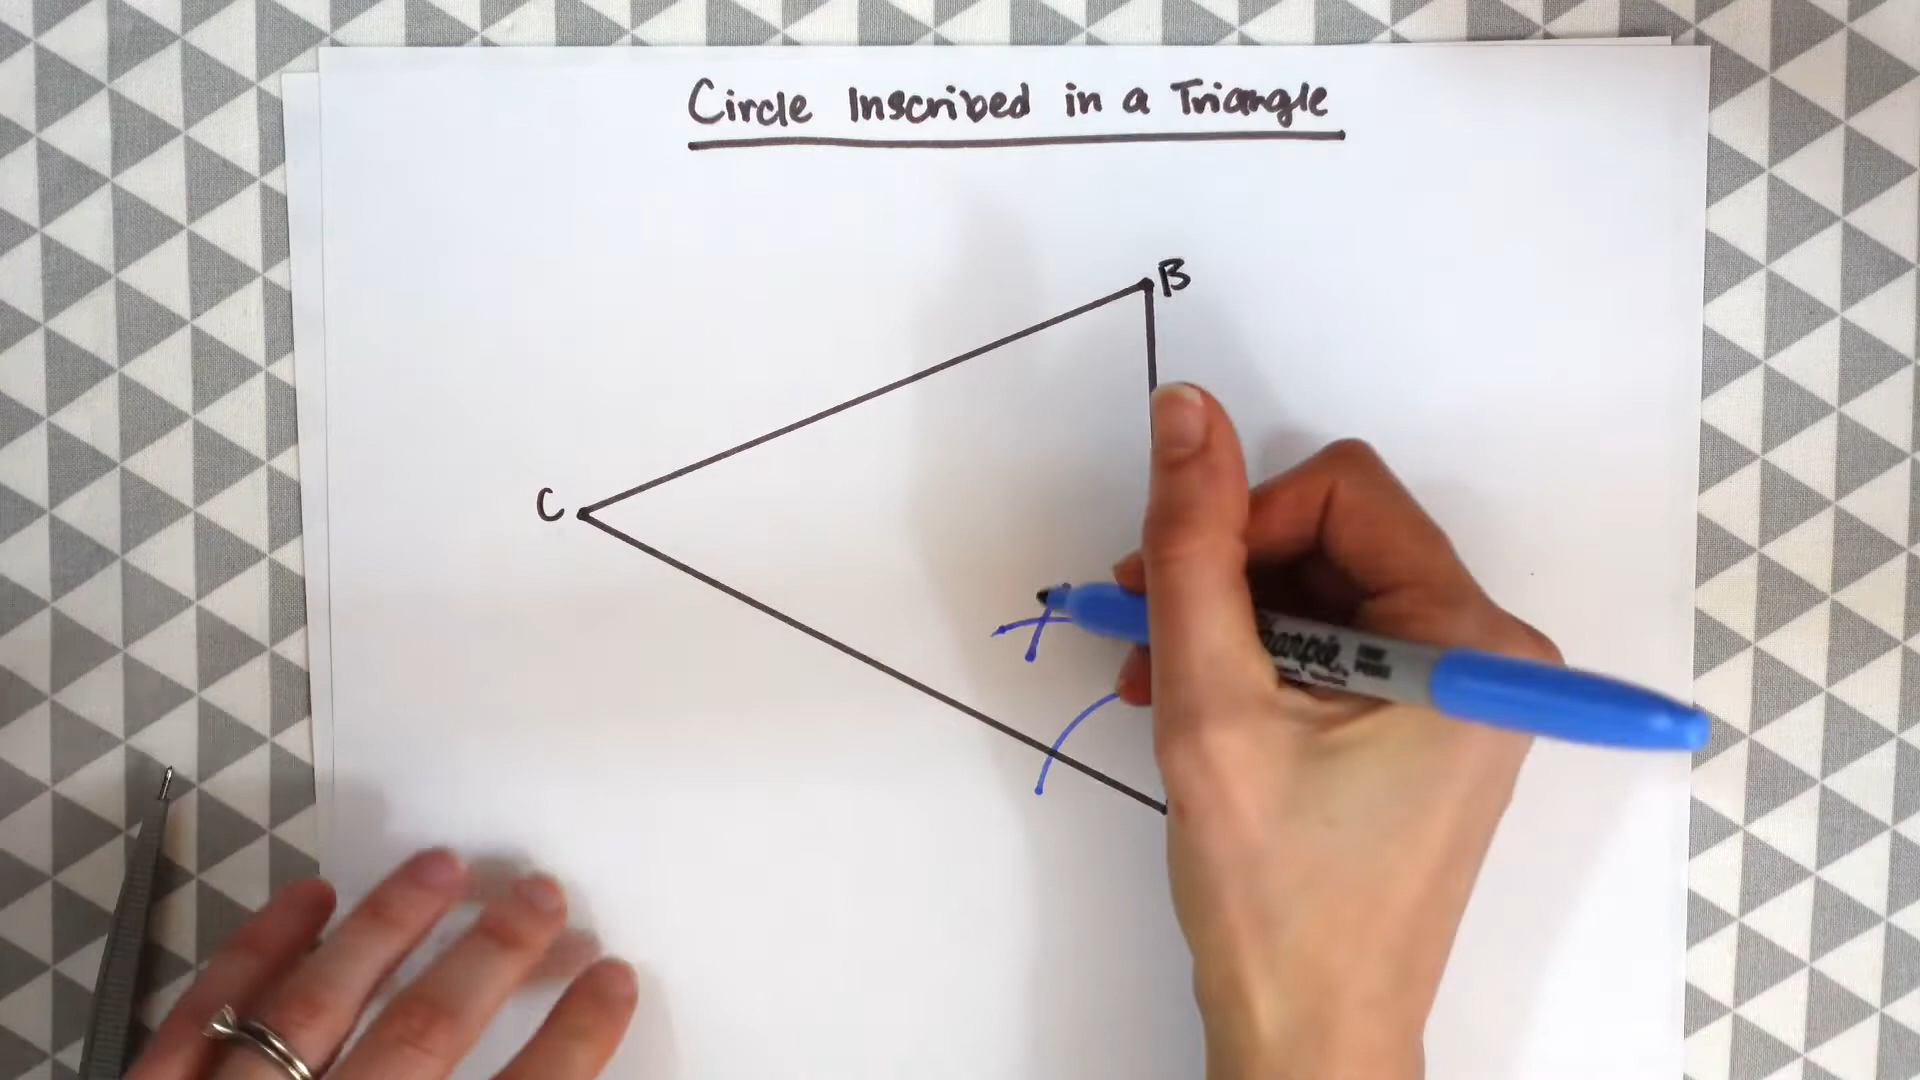 Circle Inscribed in a Triangle
B
C
Sharpie